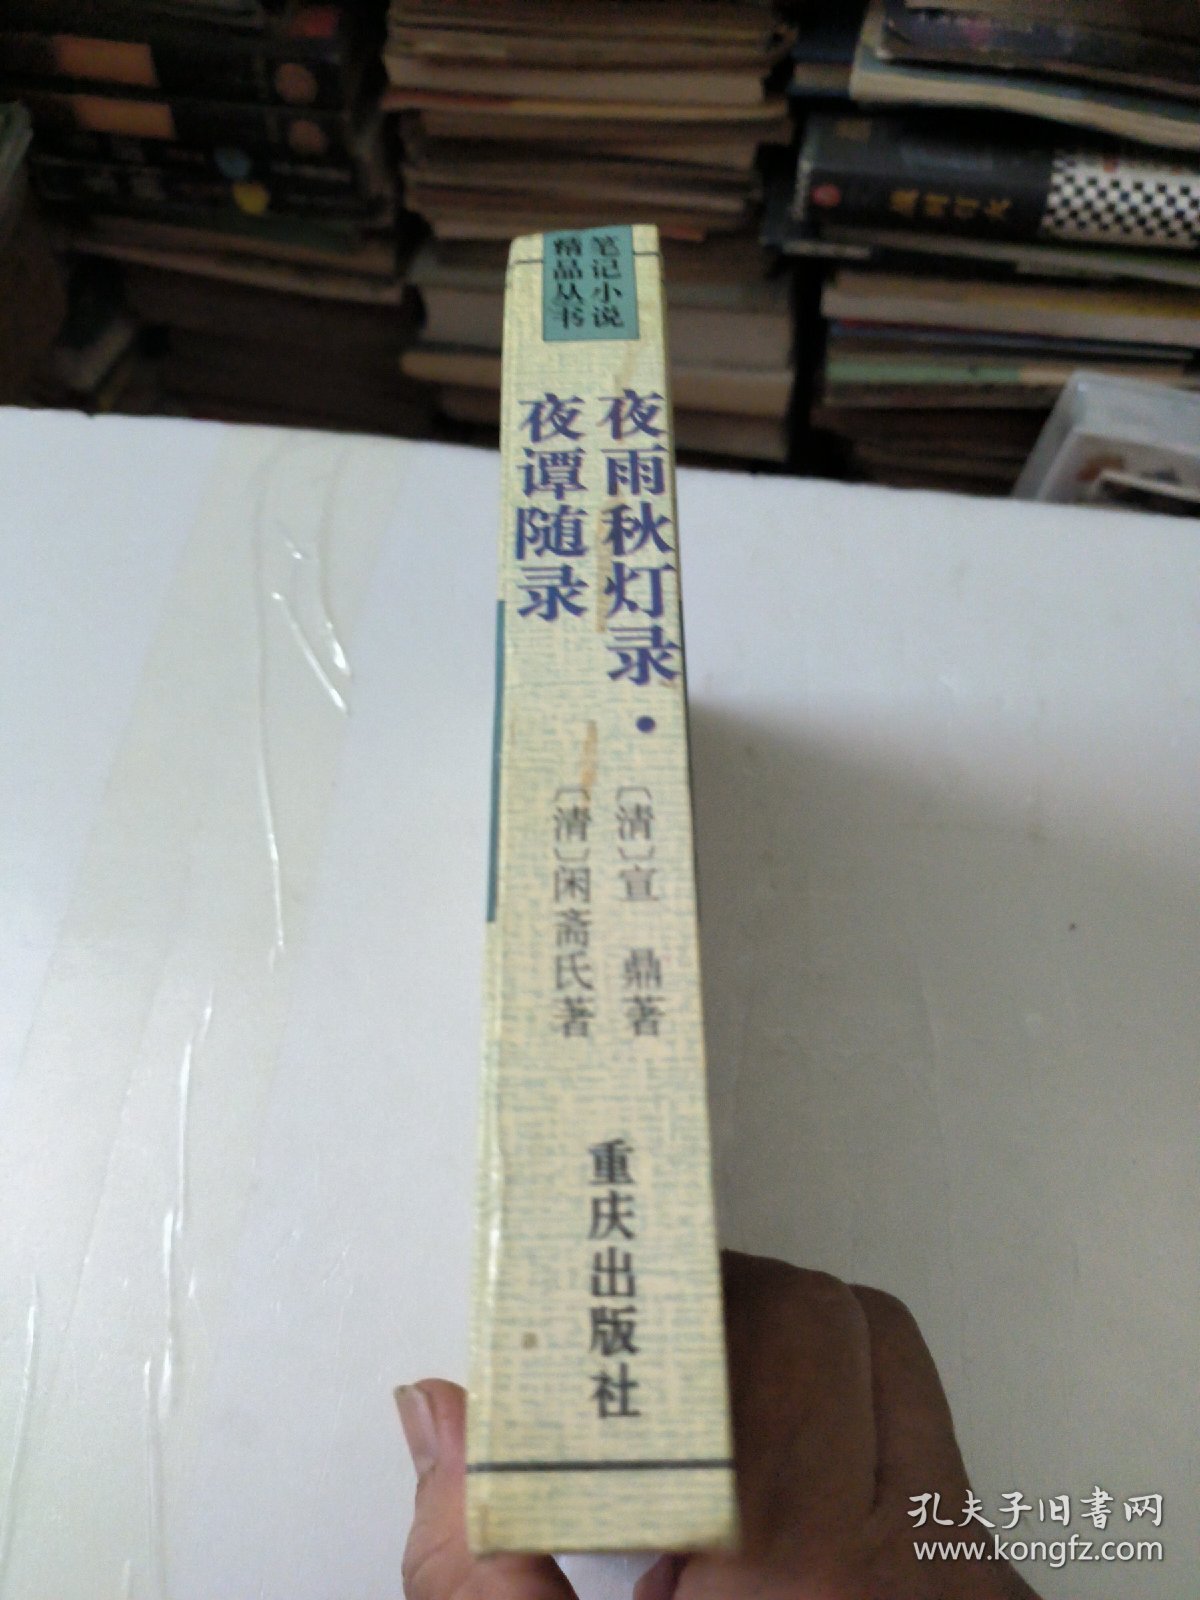 笔记小说
精品丛书
夜雨秋灯录·
夜谭随录
〔清〕宣 鼎著
〔清〕闲斋氏著
重庆出版社
孔夫子旧书网
www.kongfz.com